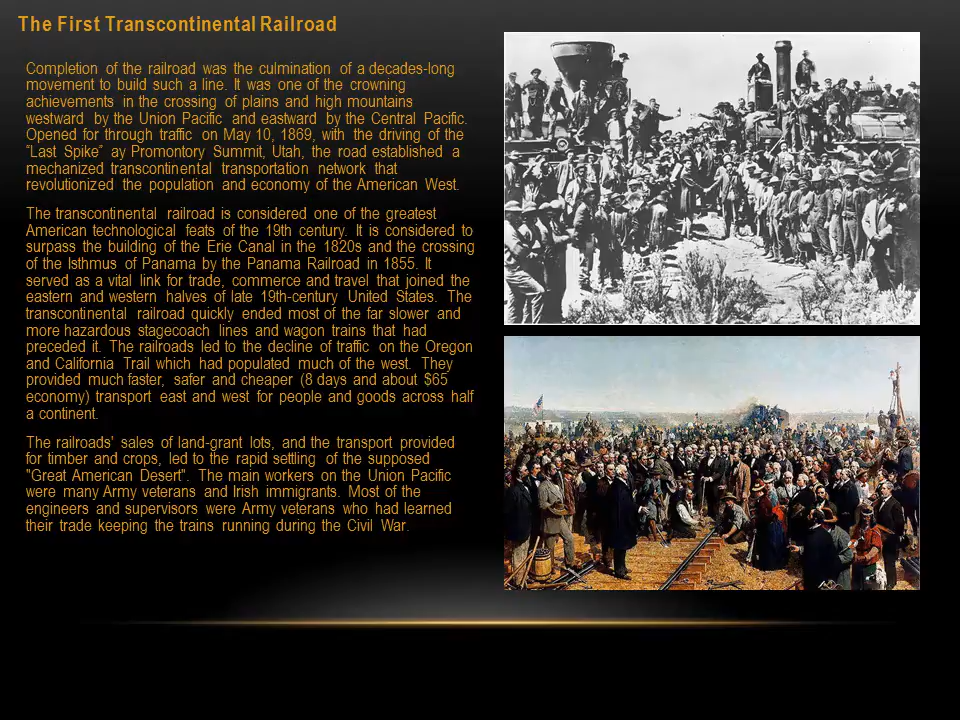 The First Transcontinental Railroad
Completion of the railroad was the culmination of a decades-long
movement to build such a line. It was one of the crowning
achievements in the crossing of plains and high mountains
westward by the Union Pacific and eastward by the Central Pacific.
Opened for through traffic on May 10, 1869, with the driving of the
“Last Spike” ay Promontory Summit, Utah, the road established a
mechanized transcontinental transportation network that
revolutionized the population and economy of the American West.
The transcontinental railroad is considered one of the greatest
American technological feats of the 19th century. It is considered to
surpass the building of the Erie Canal in the 1820s and the crossing
of the Isthmus of Panama by the Panama Railroad in 1855. It
served as a vital link for trade, commerce and travel that joined the
eastern and western halves of late 19th-century United States. The
transcontinental railroad quickly ended most of the far slower and
more hazardous stagecoach lines and wagon trains that had
preceded it. The railroads led to the decline of traffic on the Oregon
and California Trail which had populated much of the west. They
provided much faster, safer and cheaper (8 days and about $65
economy) transport east and west for people and goods across half
a continent.
The railroads' sales of land-grant lots, and the transport provided
for timber and crops, led to the rapid settling of the supposed
"Great American Desert". The main workers on the Union Pacific
were many Army veterans and Irish immigrants. Most of the
engineers and supervisors were Army veterans who had learned
their trade keeping the trains running during the Civil War.